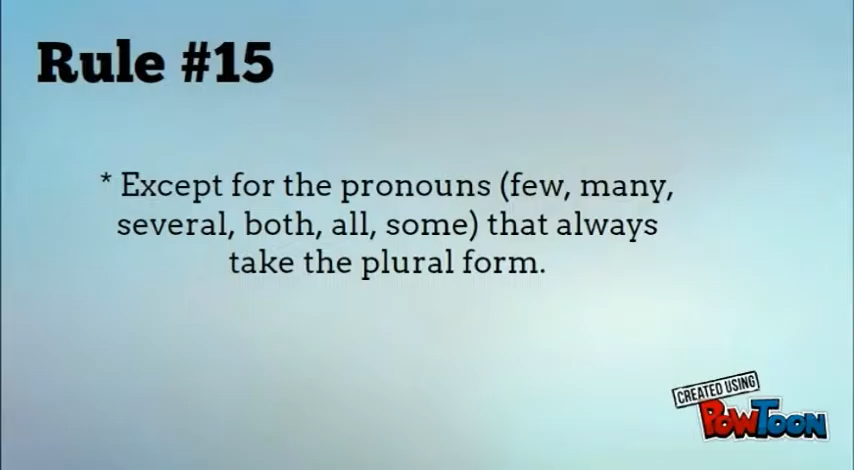 Rule #15
* Except for the pronouns (few, many,
several, both, all, some) that always
take the plural form.
CREATED USING
POWTOON